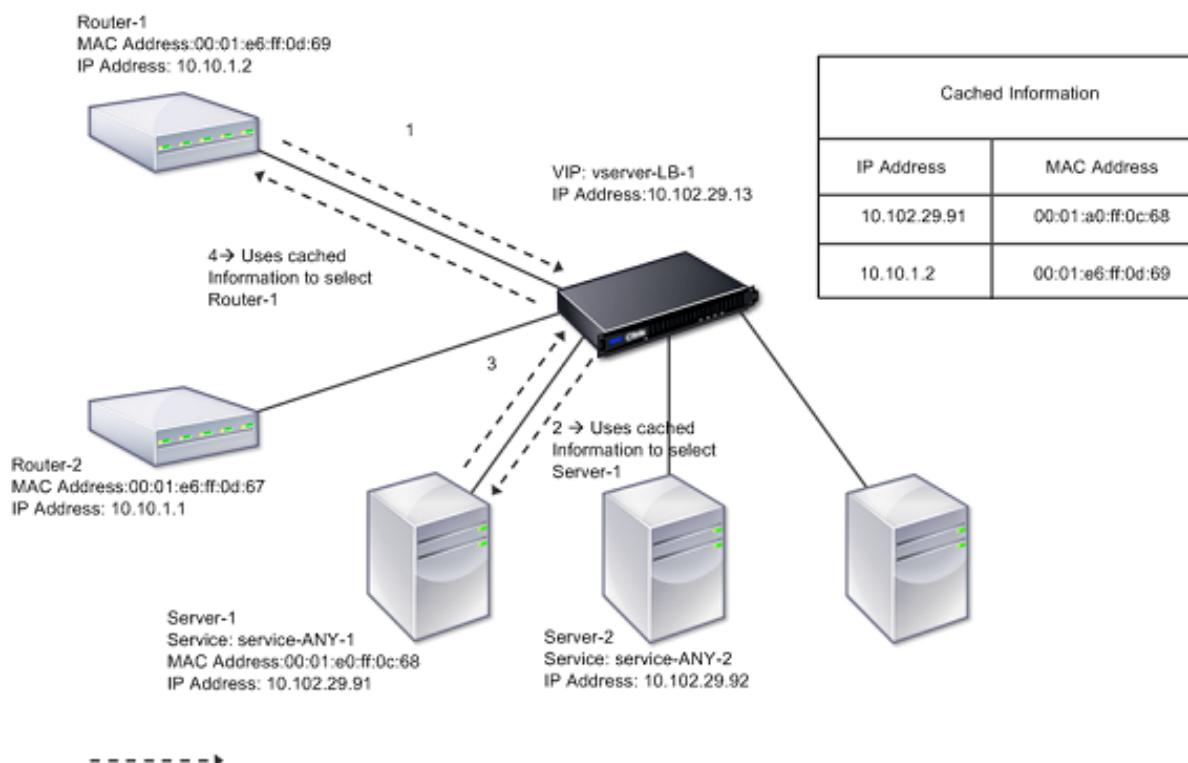 Router-1
MAC Address:00:01:e6:ff:0d:69
IP Address: 10.10.1.2
1
VIP: vserver-LB-1
IP Address:10.102.29.13
Cached Information
IP Address
MAC Address
10.102.29.91
00:01:a0:ff:0c:68
10.10.1.2
00:01:e6:ff:0d:69
4→ Uses cached
Information to select
Router-1
3
2 → Uses cached
Information to select
Server-1
Router-2
MAC Address:00:01:e6:ff:0d:67
IP Address: 10.10.1.1
Server-1
Service: service-ANY-1
MAC Address:00:01:e0:ff:0c:68
IP Address: 10.102.29.91
Server-2
Service: service-ANY-2
IP Address: 10.102.29.92